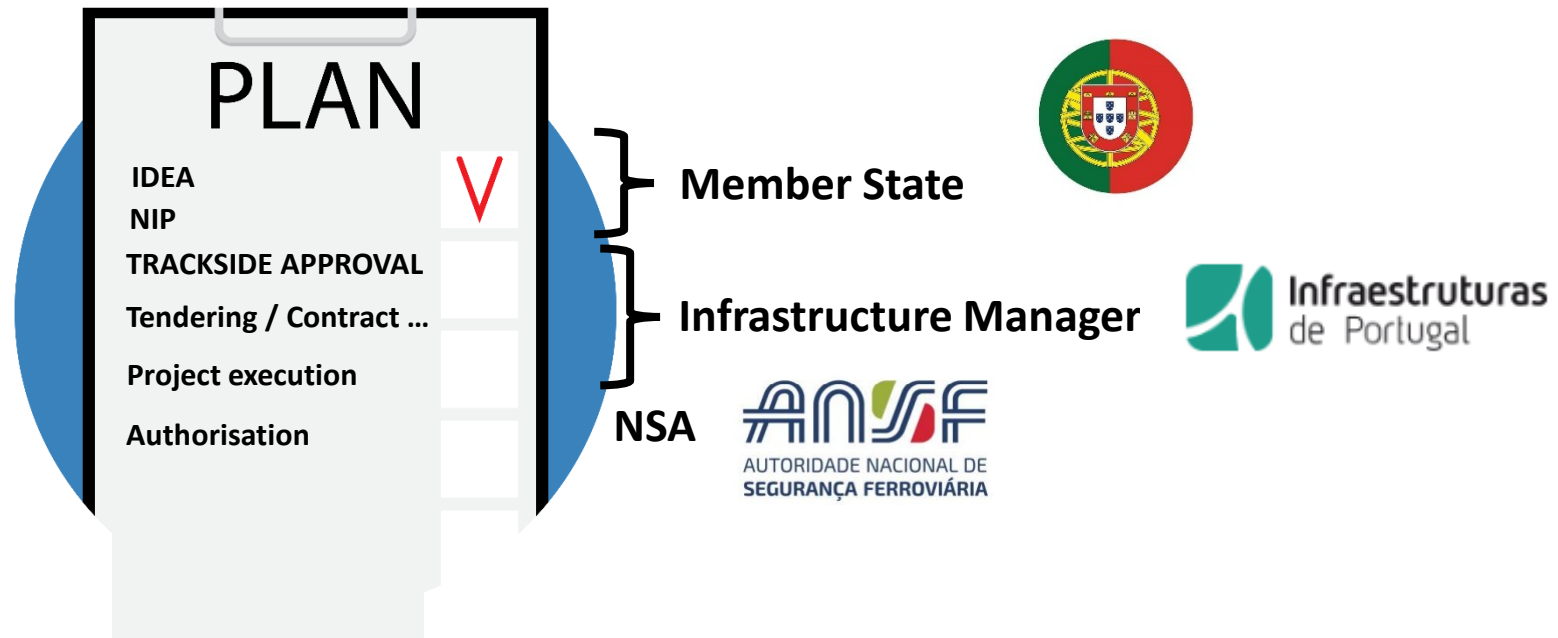 PLAN
IDEA
NIP
TRACKSIDE APPROVAL
Tendering / Contract …
Project execution
Authorisation
Member State
Infrastructure Manager
Infraestruturas
de Portugal
NSA
ANSF
AUTORIDADE NACIONAL DE
SEGURANÇA FERROVIÁRIA